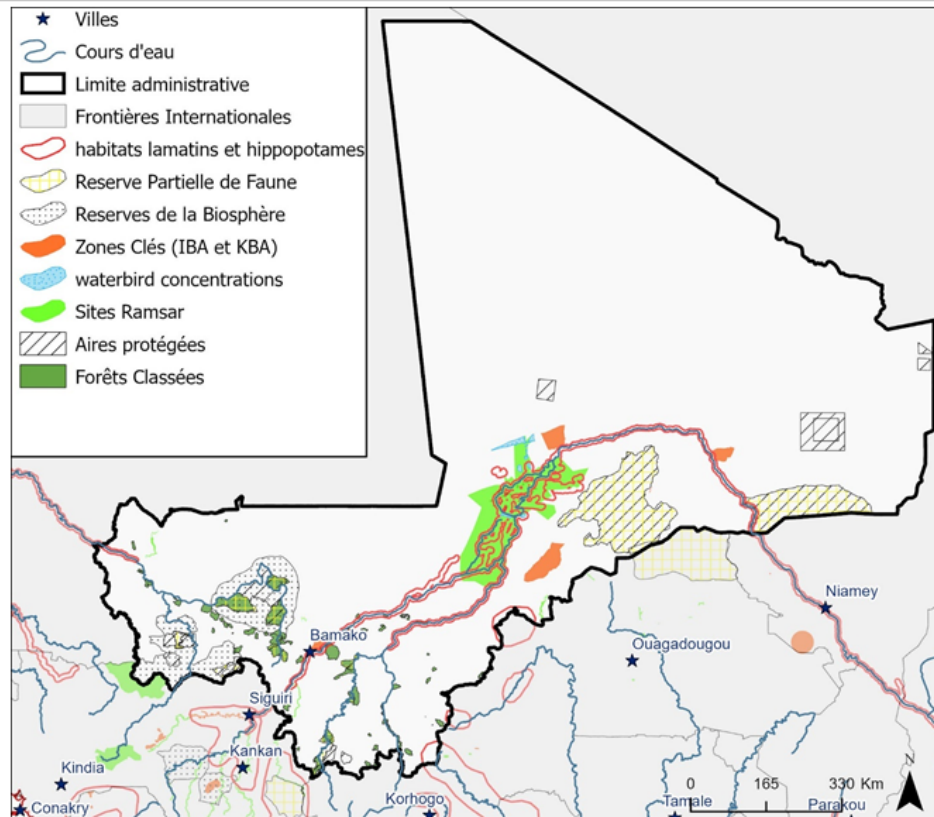 Villes
Cours d'eau
Limite administrative
Frontières Internationales
habitats lamatins et hippopotames
Reserve Partielle de Faune
Reserves de la Biosphère
Zones Clés (IBA et KBA)
waterbird concentrations
Sites Ramsar
Aires protégées
Forêts Classées
Niamey
Bamako
Ouagadougou
Siguiri
Kankan
Kindia
Conakry
Korhogo
Tamale
Parakou
N
0 165 330 Km